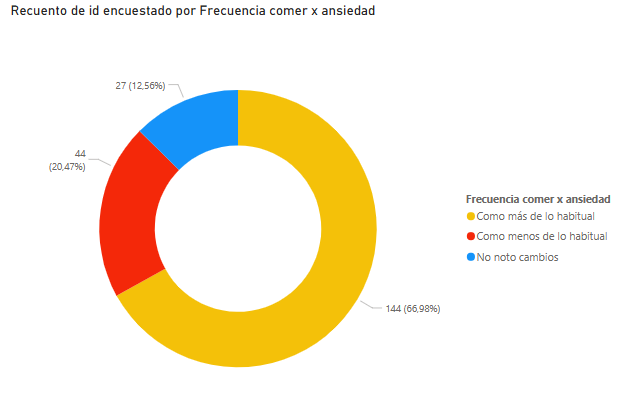 Recuento de id encuestado por Frecuencia comer x ansiedad
27 (12,56%)
44
(20,47%)
144 (66,98%)
Frecuencia comer x ansiedad
Como más de lo habitual
Como menos de lo habitual
No noto cambios